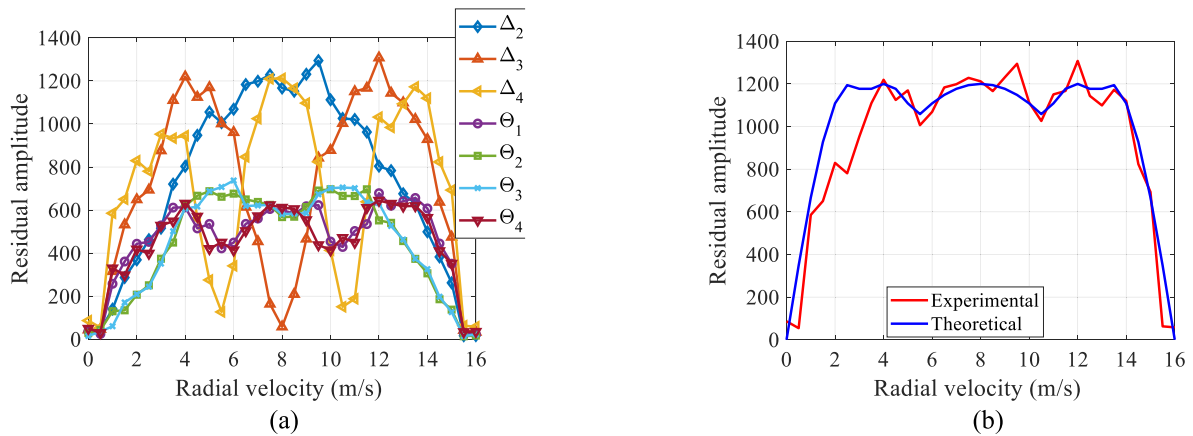 Δ2
Δ3
Δ4
Θ1
Θ2
Θ3
Θ4
1400
1200
1000
800
600
400
200
0
0 2 4 6 8 10 12 14 16
Residual amplitude
Radial velocity (m/s)
(a)
1400
1200
1000
800
600
400
200
0
0 2 4 6 8 10 12 14 16
Residual amplitude
Experimental
Theoretical
Radial velocity (m/s)
(b)